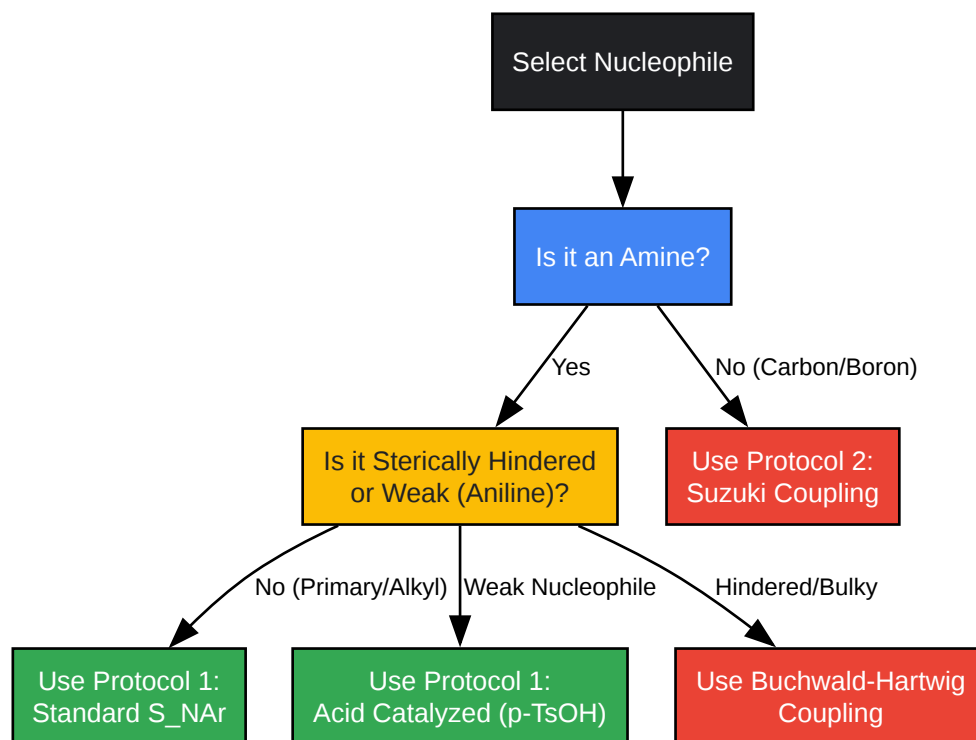 Select Nucleophile
Is it an Amine?
Yes
No (Carbon/Boron)
Is it Sterically Hindered
or Weak (Aniline)?
Use Protocol 2:
Suzuki Coupling
No (Primary/Alkyl)
Weak Nucleophile
Hindered/Bulky
Use Protocol 1:
Standard S_NAr
Use Protocol 1:
Acid Catalyzed (p-TsOH)
Use Buchwald-Hartwig
Coupling